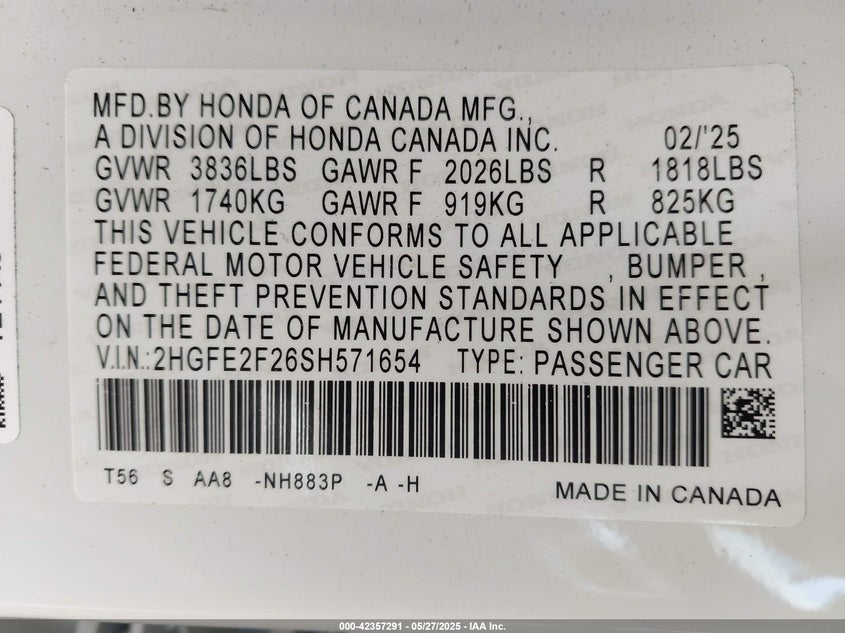 MFD.BY HONDA OF CANADA MFG.,
A DIVISION OF HONDA CANADA INC. 02/'25
GVWR 3836LBS GAWR F 2026LBS R 1818LBS
GVWR 1740KG GAWR F 919KG R 825KG
THIS VEHICLE CONFORMS TO ALL APPLICABLE
FEDERAL MOTOR VEHICLE SAFETY , BUMPER ,
AND THEFT PREVENTION STANDARDS IN EFFECT
ON THE DATE OF MANUFACTURE SHOWN ABOVE.
V.I.N.:2HGFE2F26SH571654 TYPE: PASSENGER CAR
T56 S AA8 -NH883P -A -H
MADE IN CANADA
000-42357291 - 05/27/2025 - IAA Inc.